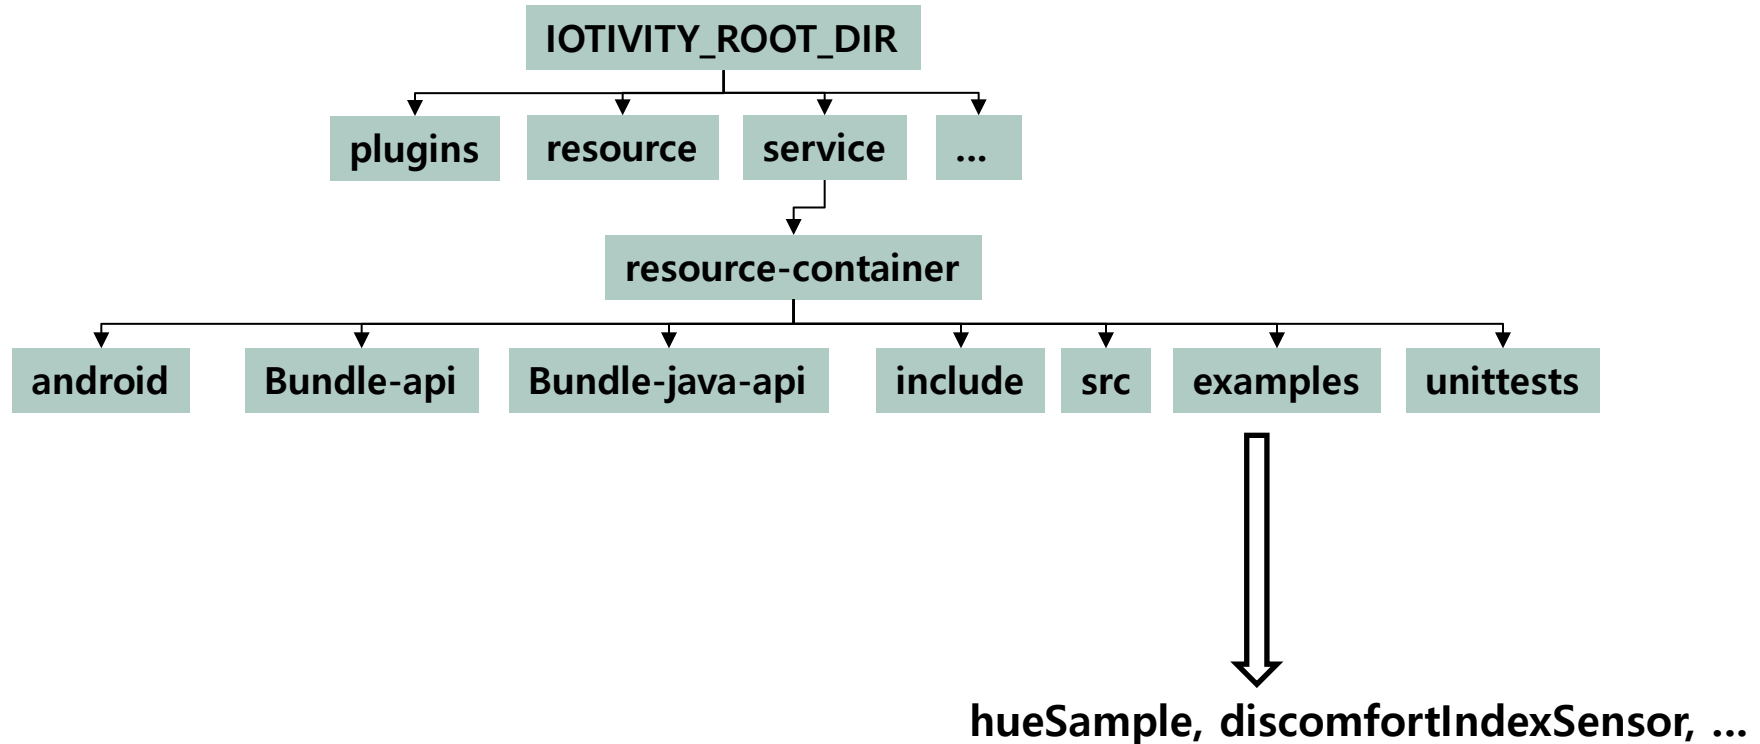 IOTIVITY_ROOT_DIR
plugins resource service ...
resource-container
android Bundle-api Bundle-java-api include src examples unittests
hueSample, discomfortIndexSensor, ...